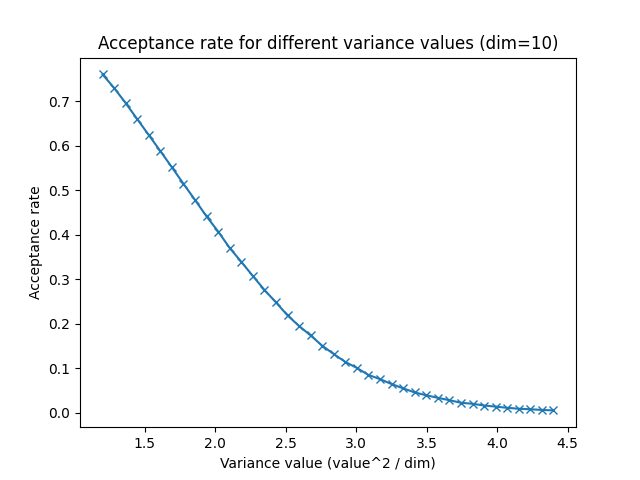 Acceptance rate for different variance values (dim=10)
Acceptance rate
0.7
0.6
0.5
0.4
0.3
0.2
0.1
0.0
1.5 2.0 2.5 3.0 3.5 4.0 4.5
Variance value (value^2 / dim)